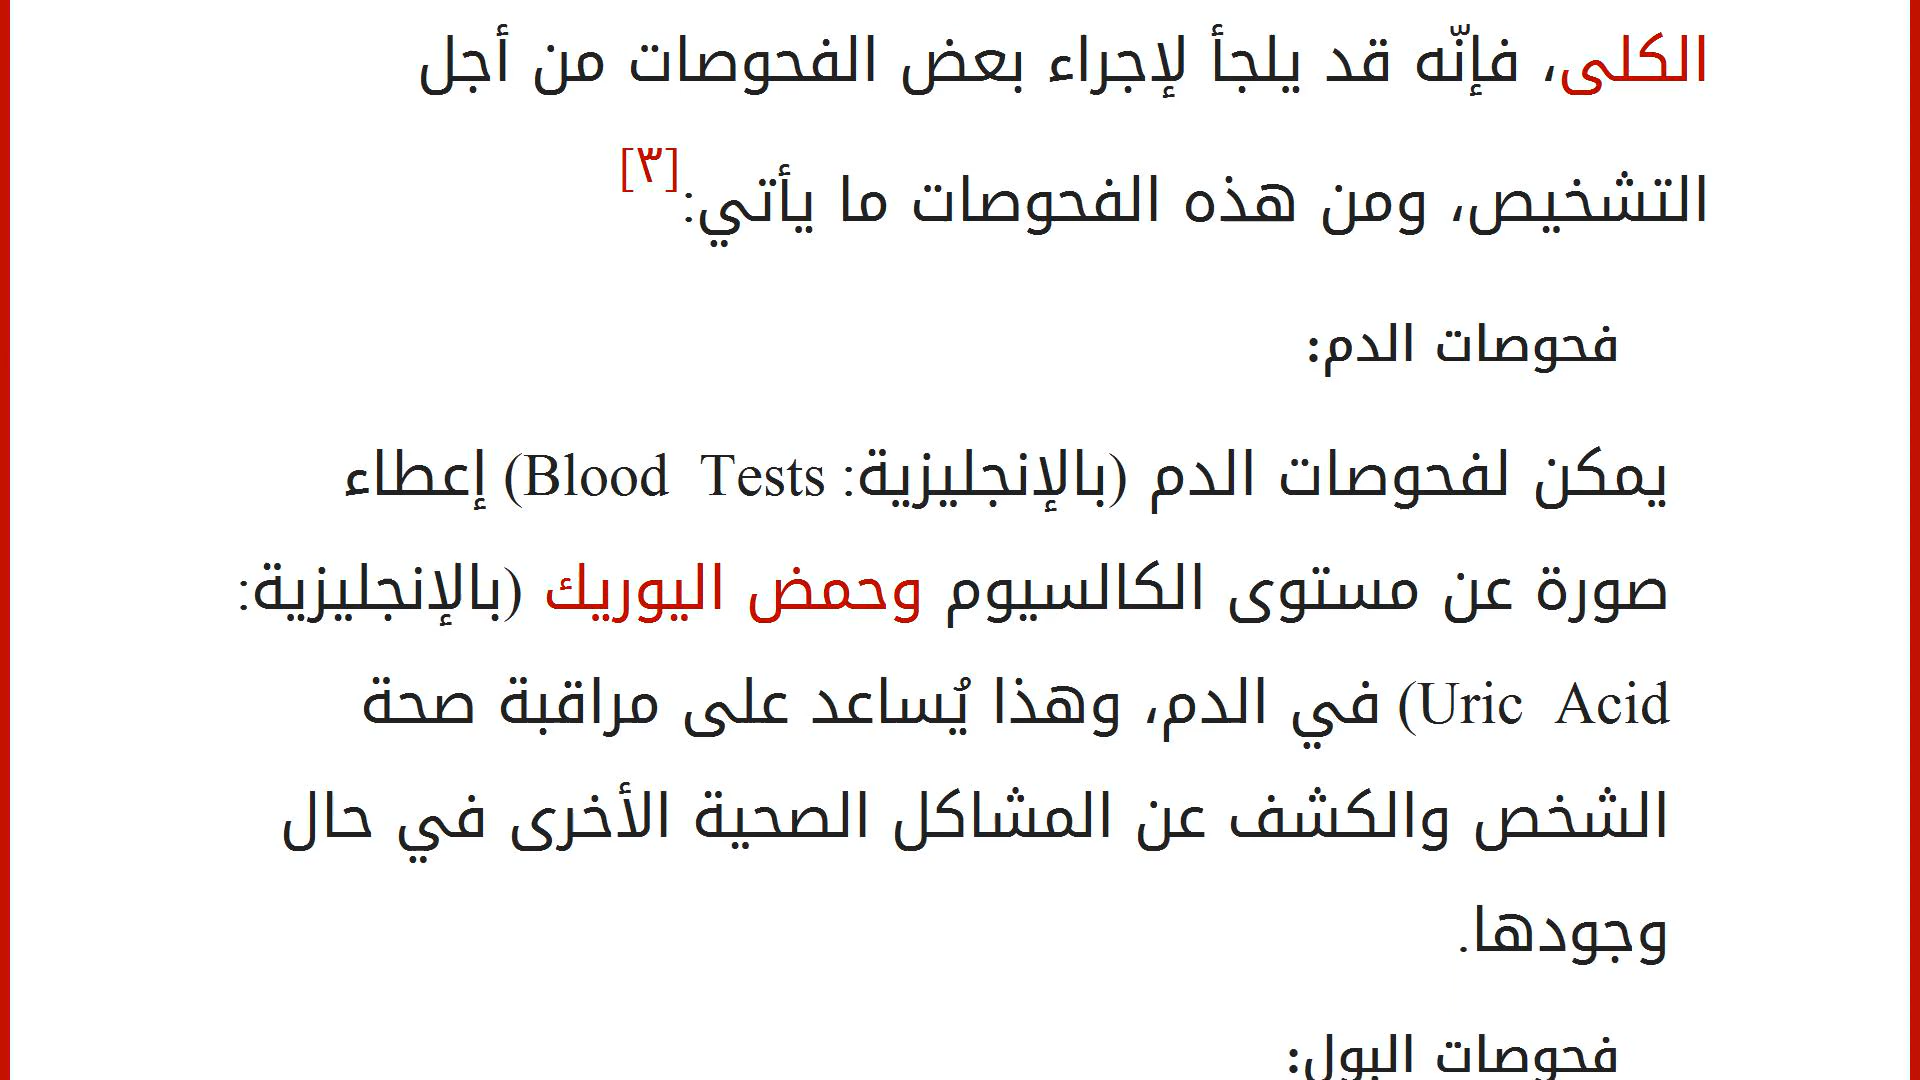 الكلى، فإنّه قد يلجأ لإجراء بعض الفحوصات من أجل
التشخيص، ومن هذه الفحوصات ما يأتي:[٣]
فحوصات الدم:
يمكن لفحوصات الدم (بالإنجليزية: Blood Tests) إعطاء
صورة عن مستوى الكالسيوم وحمض اليوريك (بالإنجليزية:
Uric Acid) في الدم، وهذا يُساعد على مراقبة صحة
الشخص والكشف عن المشاكل الصحية الأخرى في حال
وجودها.
فحوصات البول: